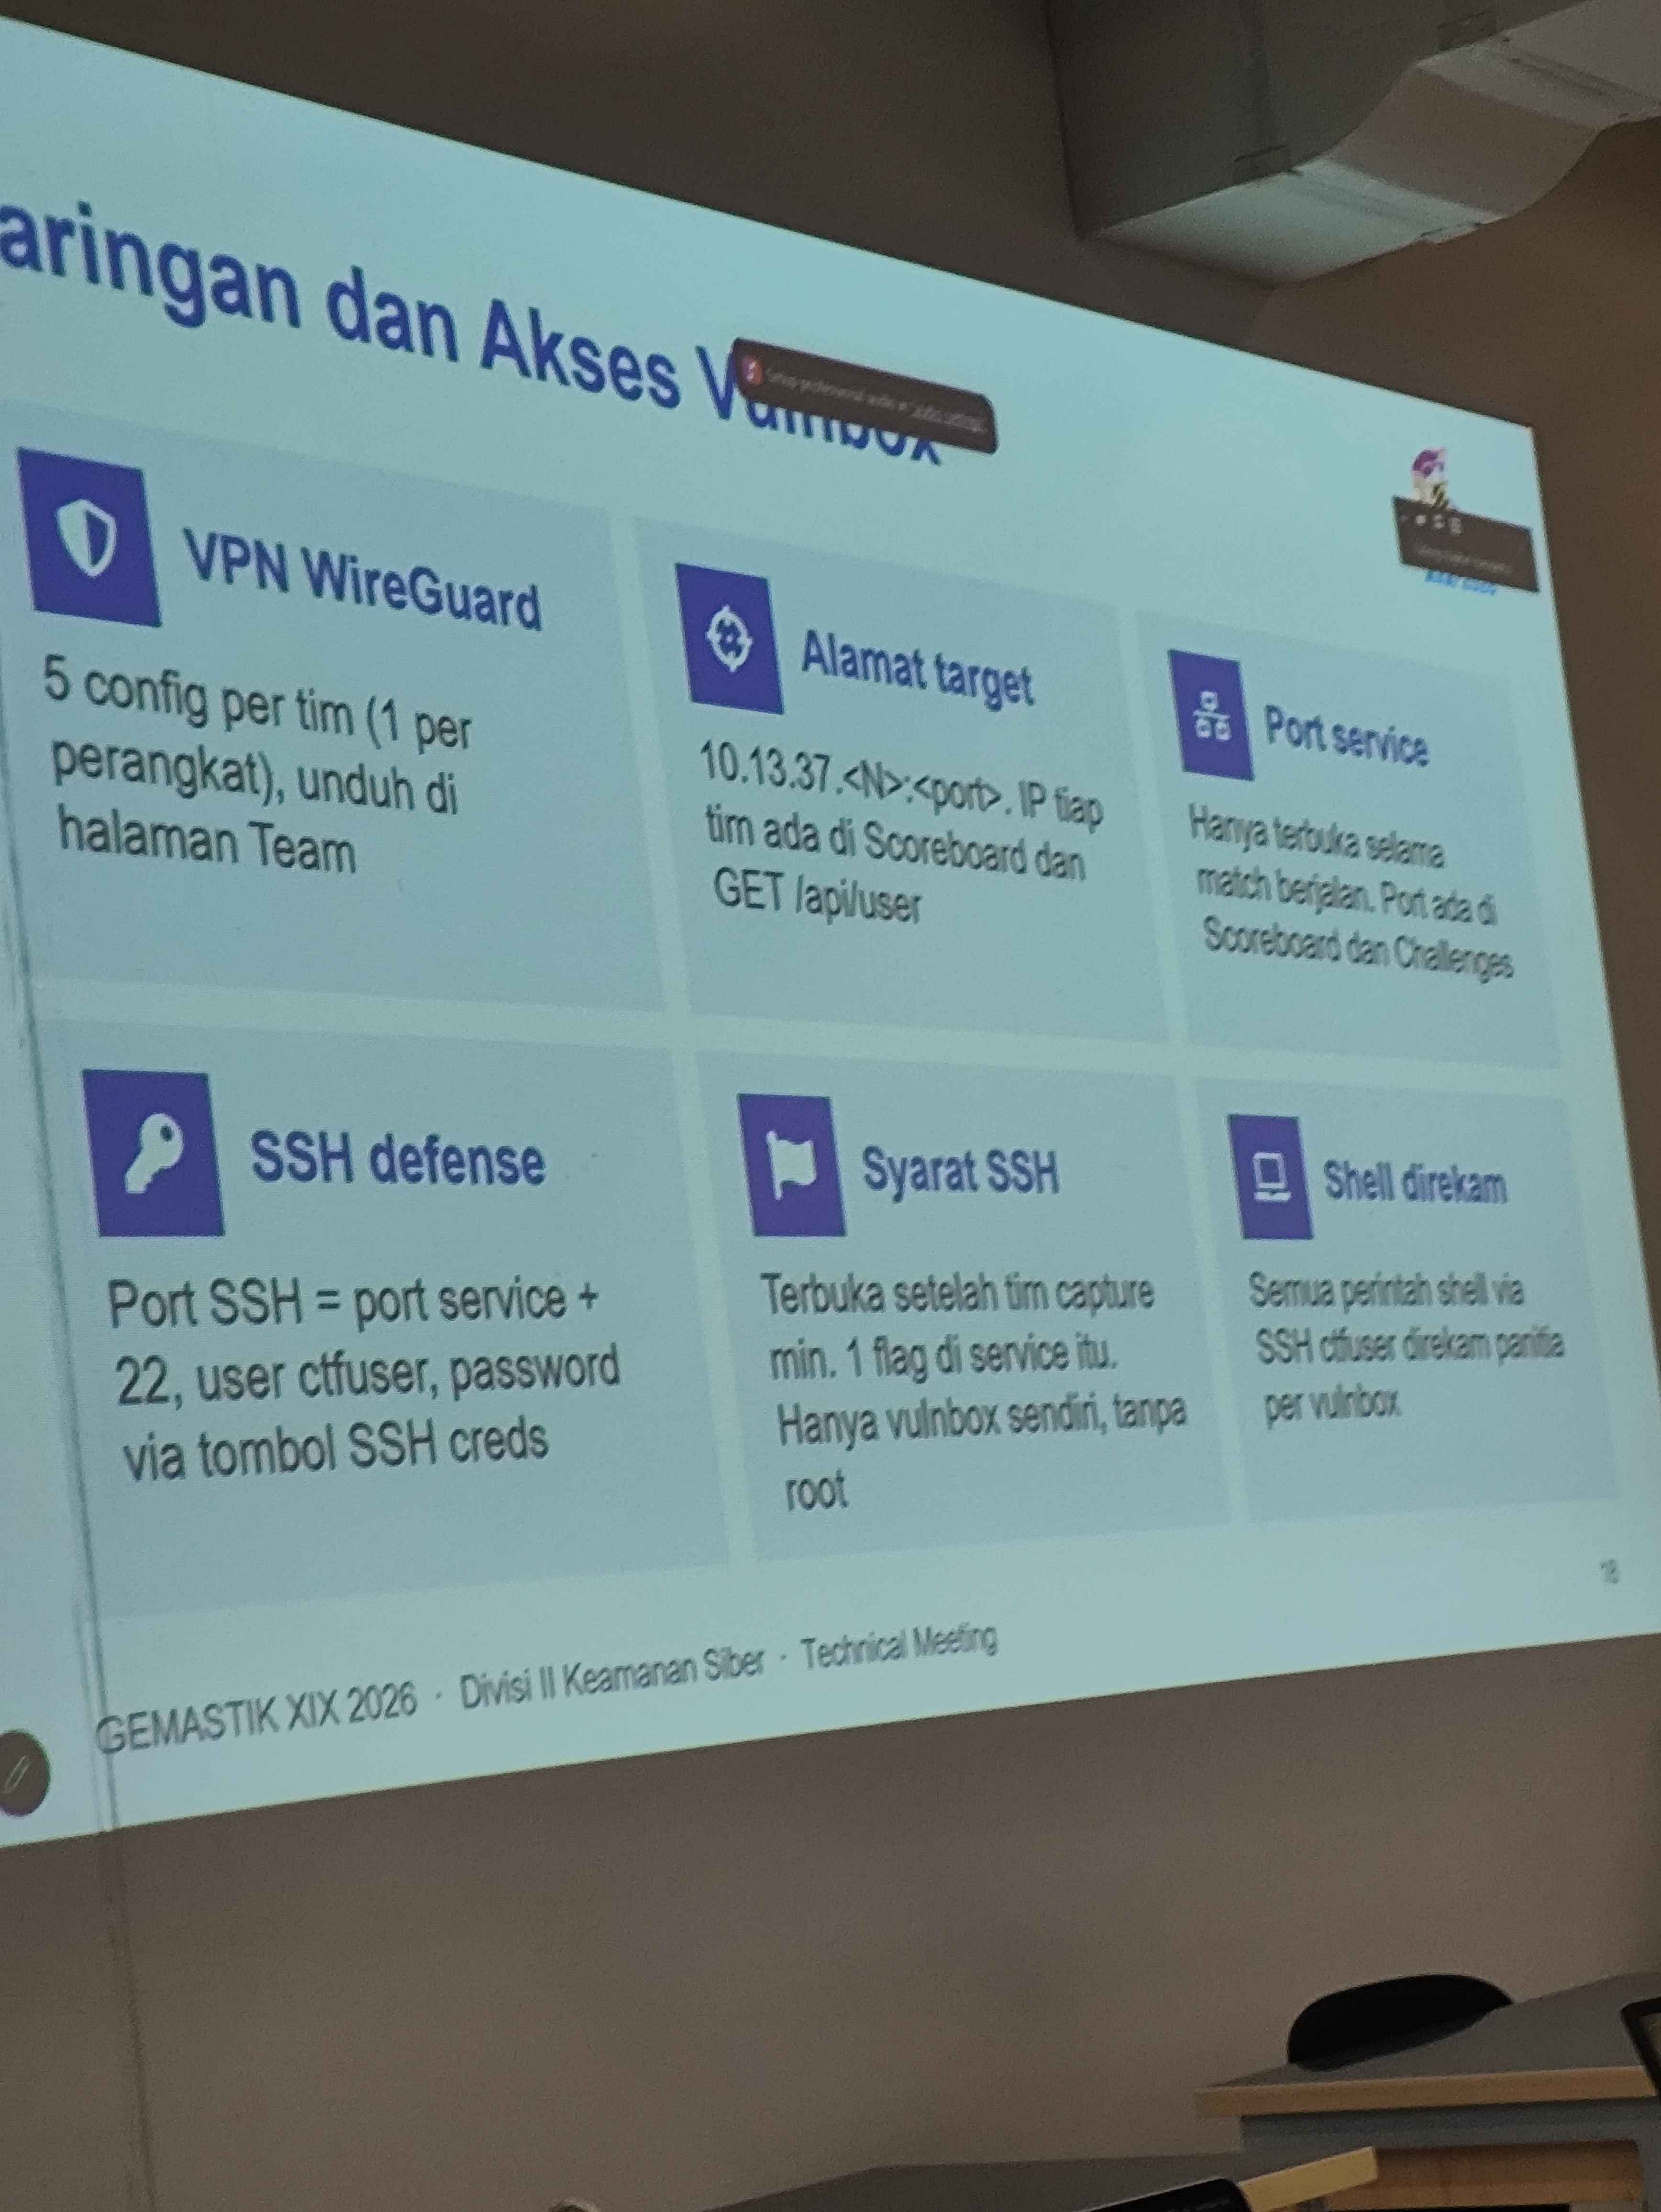 aringan dan Akses Vulnbox
VPN WireGuard
5 config per tim (1 per
perangkat), unduh di
halaman Team
Alamat target
10.13.37.<N>:<port>. IP tiap
tim ada di Scoreboard dan
GET /api/user
Port service
Hanya terbuka selama
match berjalan. Port ada di
Scoreboard dan Challenges
SSH defense
Port SSH = port service +
22, user ctfuser, password
via tombol SSH creds
Syarat SSH
Terbuka setelah tim capture
min. 1 flag di service itu.
Hanya vulnbox sendiri, tanpa
root
Shell direkam
Semua perintah shell via
SSH ctfuser direkam panitia
per vulnbox
18
GEMASTIK XIX 2026 · Divisi II Keamanan Siber · Technical Meeting